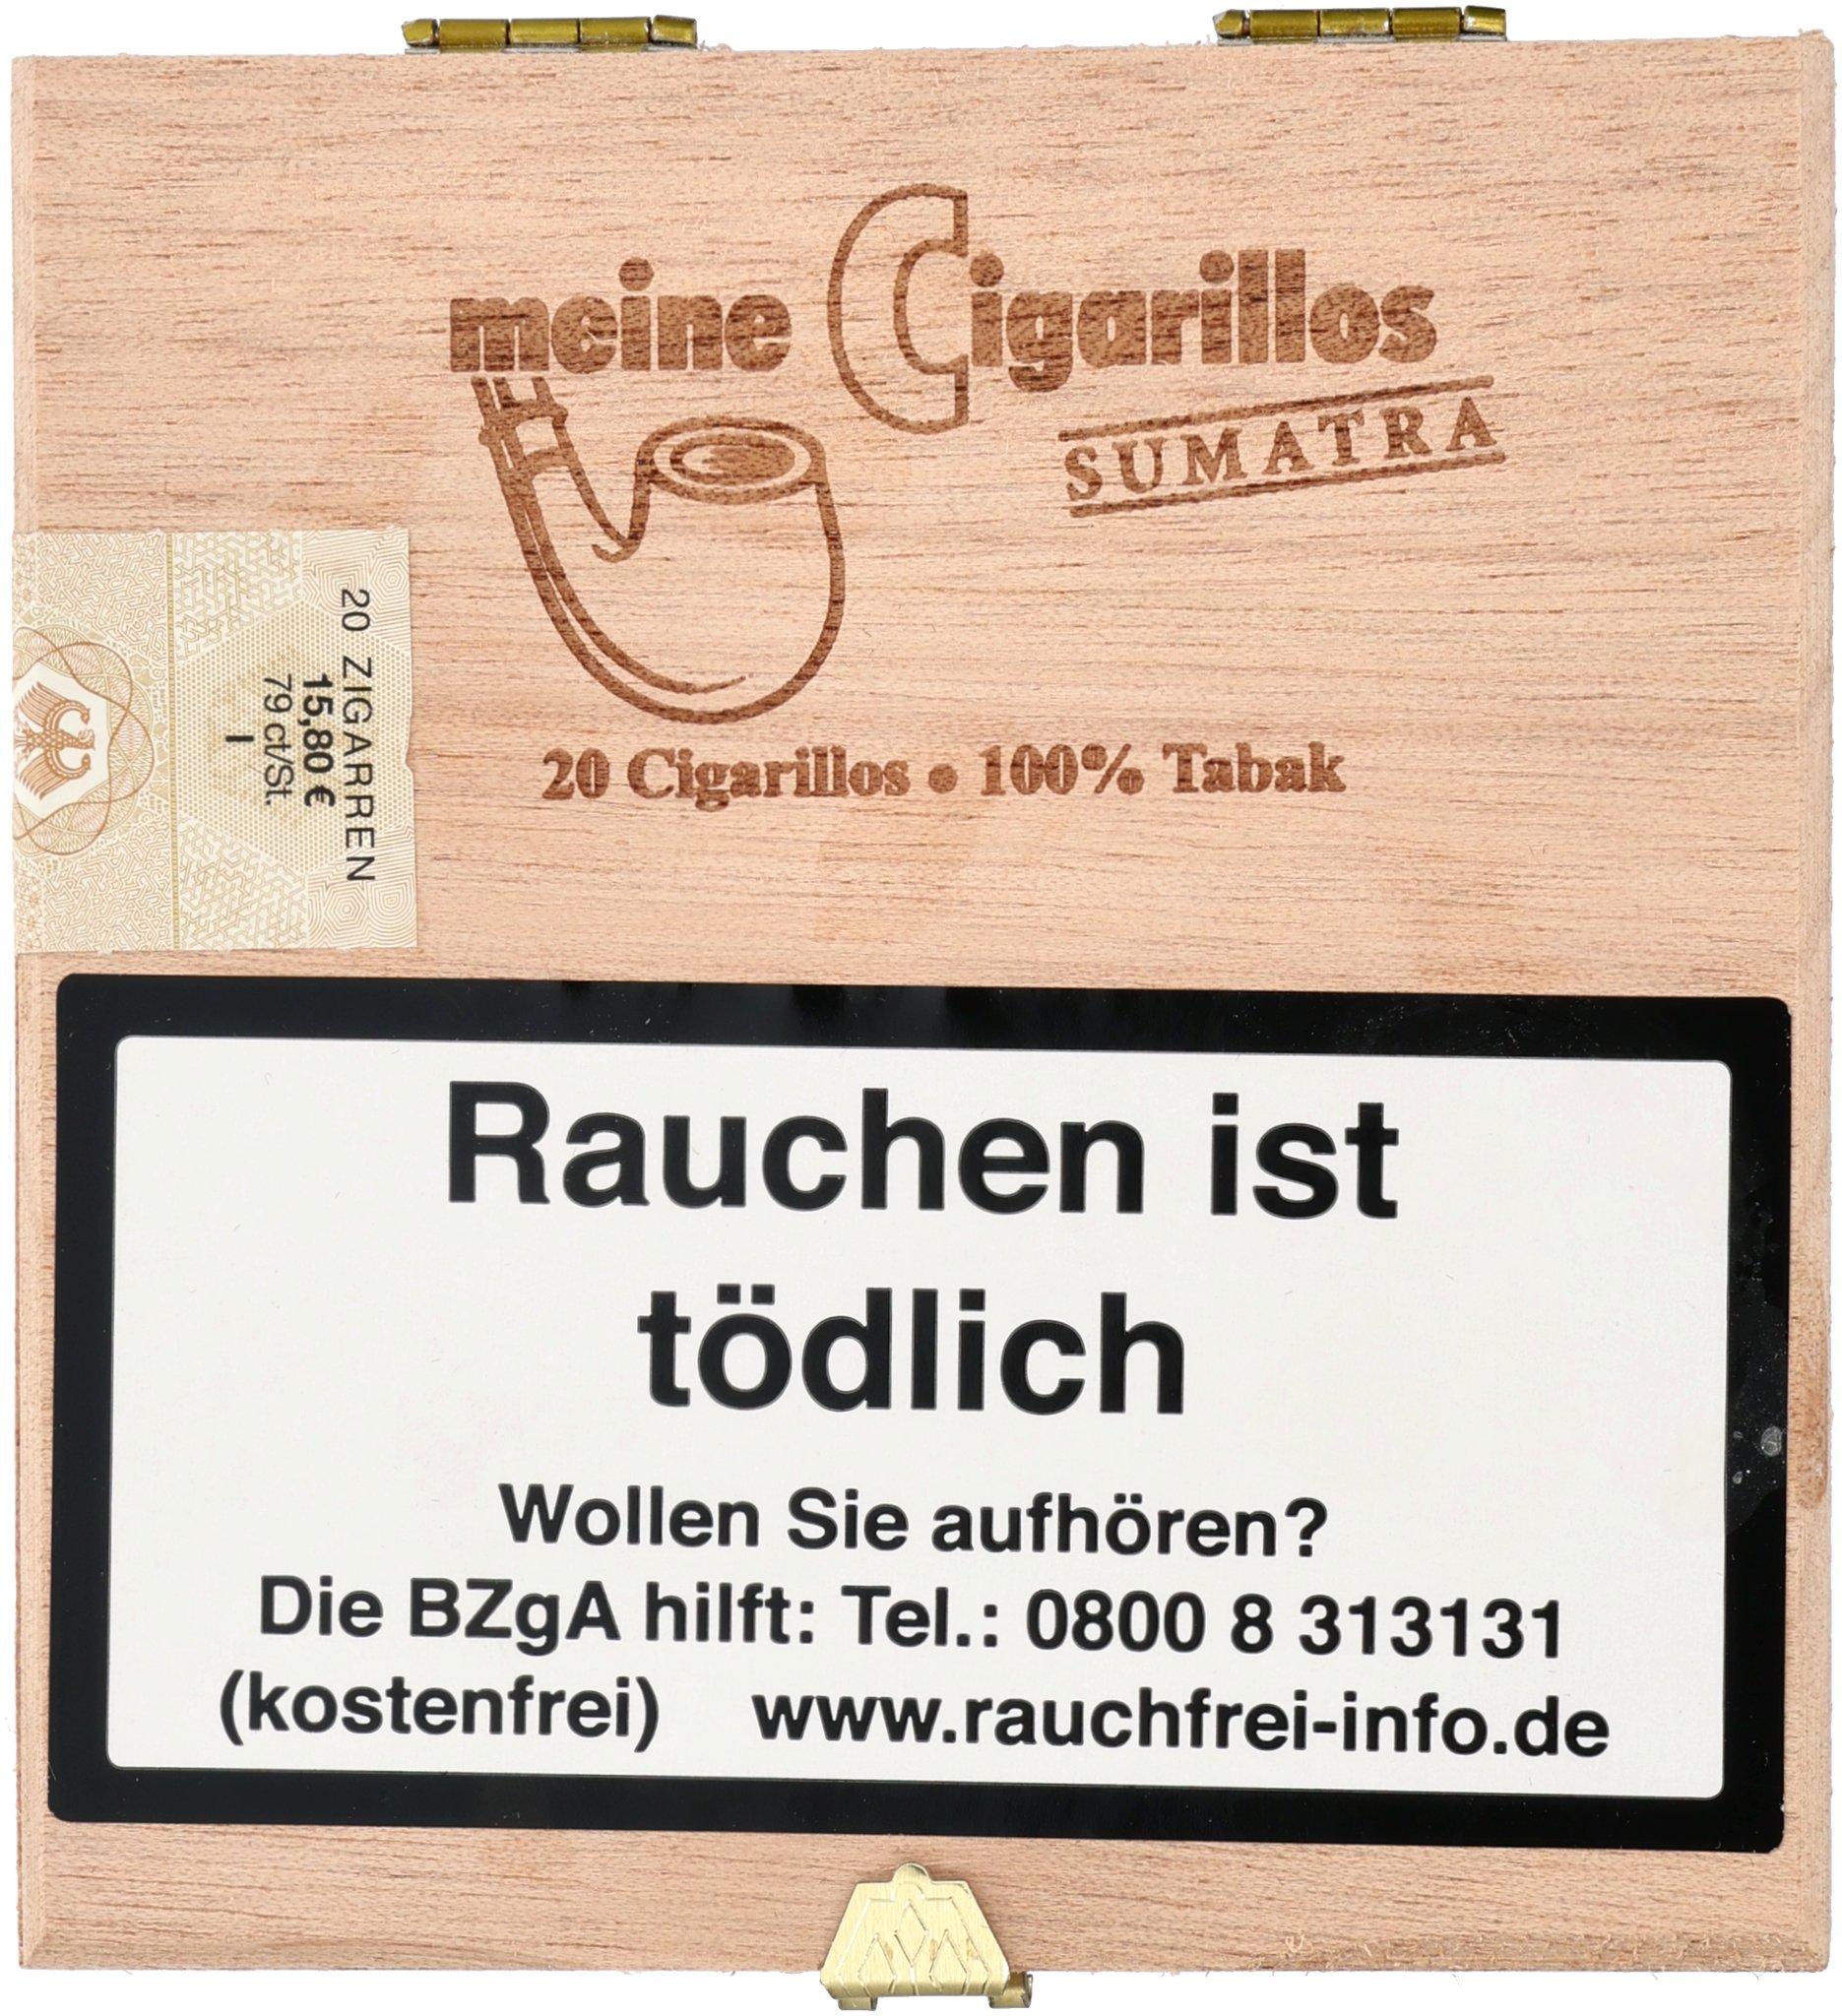 meine Cigarillos
SUMATRA
20 ZIGARREN
15,80 €
79 ct/St.
I
20 Cigarillos • 100% Tabak
Rauchen ist
tödlich
Wollen Sie aufhören?
Die BZgA hilft: Tel.: 0800 8 313131
(kostenfrei) www.rauchfrei-info.de